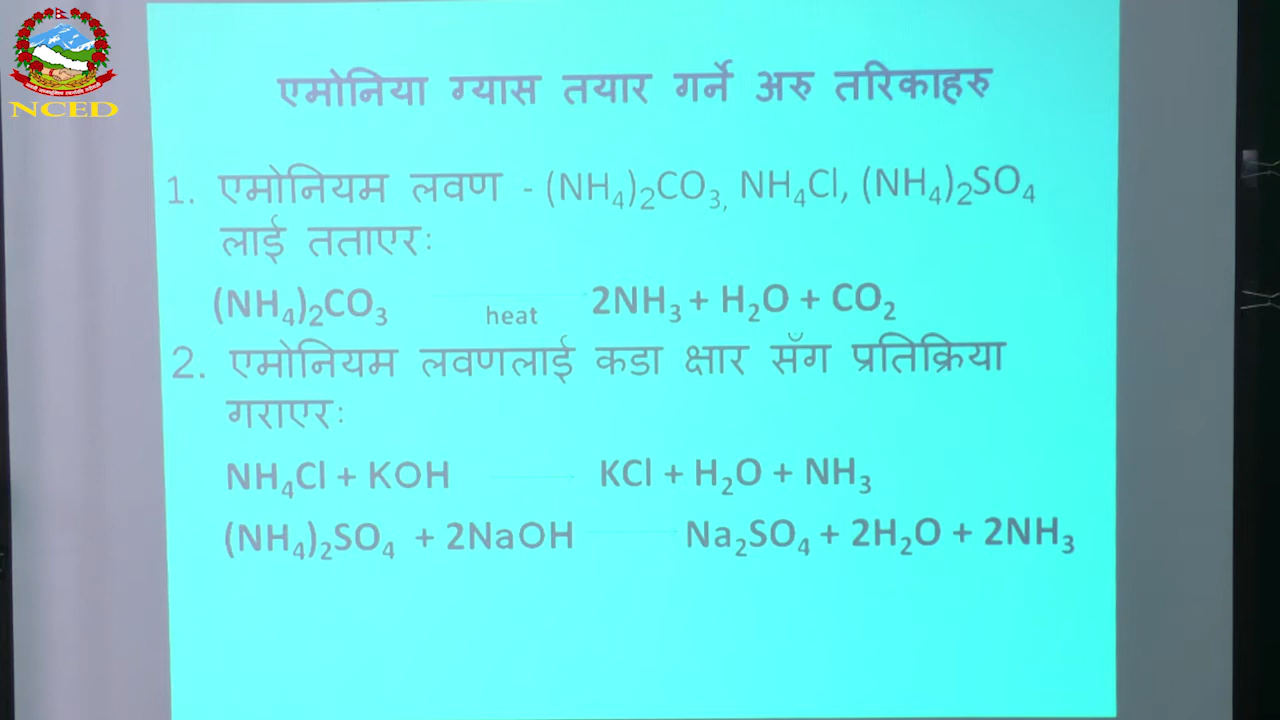 NCED
एमोनिया ग्यास तयार गर्ने अरु तरिकाहरु
1. एमोनियम लवण - (NH₄)₂CO₃, NH₄Cl, (NH₄)₂SO₄
लाई तताएरः
(NH₄)₂CO₃ heat 2NH₃ + H₂O + CO₂
2. एमोनियम लवणलाई कडा क्षार सँग प्रतिक्रिया
गराएरः
NH₄Cl + KOH KCl + H₂O + NH₃
(NH₄)₂SO₄ + 2NaOH Na₂SO₄ + 2H₂O + 2NH₃